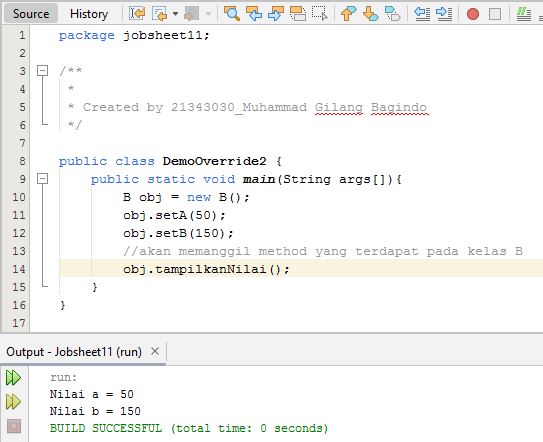 Source History
1 package jobsheet11;
2
3 /**
4 *
5 * Created by 21343030_Muhammad Gilang Bagindo
6 */
7
8 public class DemoOverride2 {
9 public static void main(String args[]){
10 B obj = new B();
11 obj.setA(50);
12 obj.setB(150);
13 //akan memanggil method yang terdapat pada kelas B
14 obj.tampilkanNilai();
15 }
16 }
17
Output - Jobsheet11 (run) ×
run:
Nilai a = 50
Nilai b = 150
BUILD SUCCESSFUL (total time: 0 seconds)